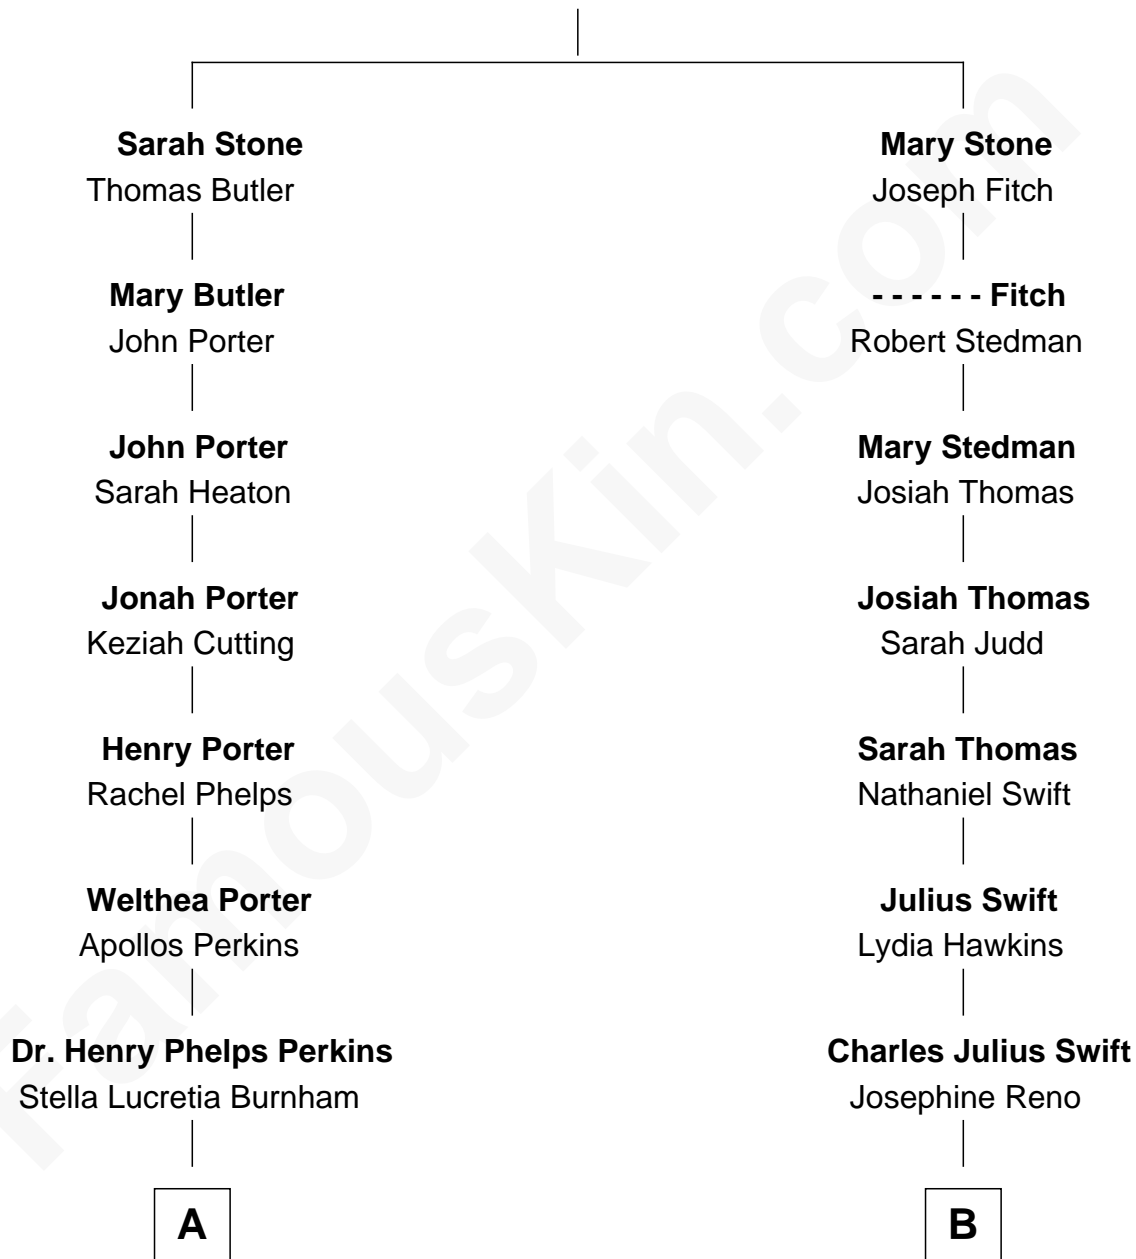 Sarah Stone
Thomas Butler
Mary Butler
John Porter
John Porter
Sarah Heaton
Jonah Porter
Keziah Cutting
Henry Porter
Rachel Phelps
Welthea Porter
Apollos Perkins
Dr. Henry Phelps Perkins
Stella Lucretia Burnham
A
Mary Stone
Joseph Fitch
- - - - - - Fitch
Robert Stedman
Mary Stedman
Josiah Thomas
Josiah Thomas
Sarah Judd
Sarah Thomas
Nathaniel Swift
Julius Swift
Lydia Hawkins
Charles Julius Swift
Josephine Reno
B
FamousKin.com